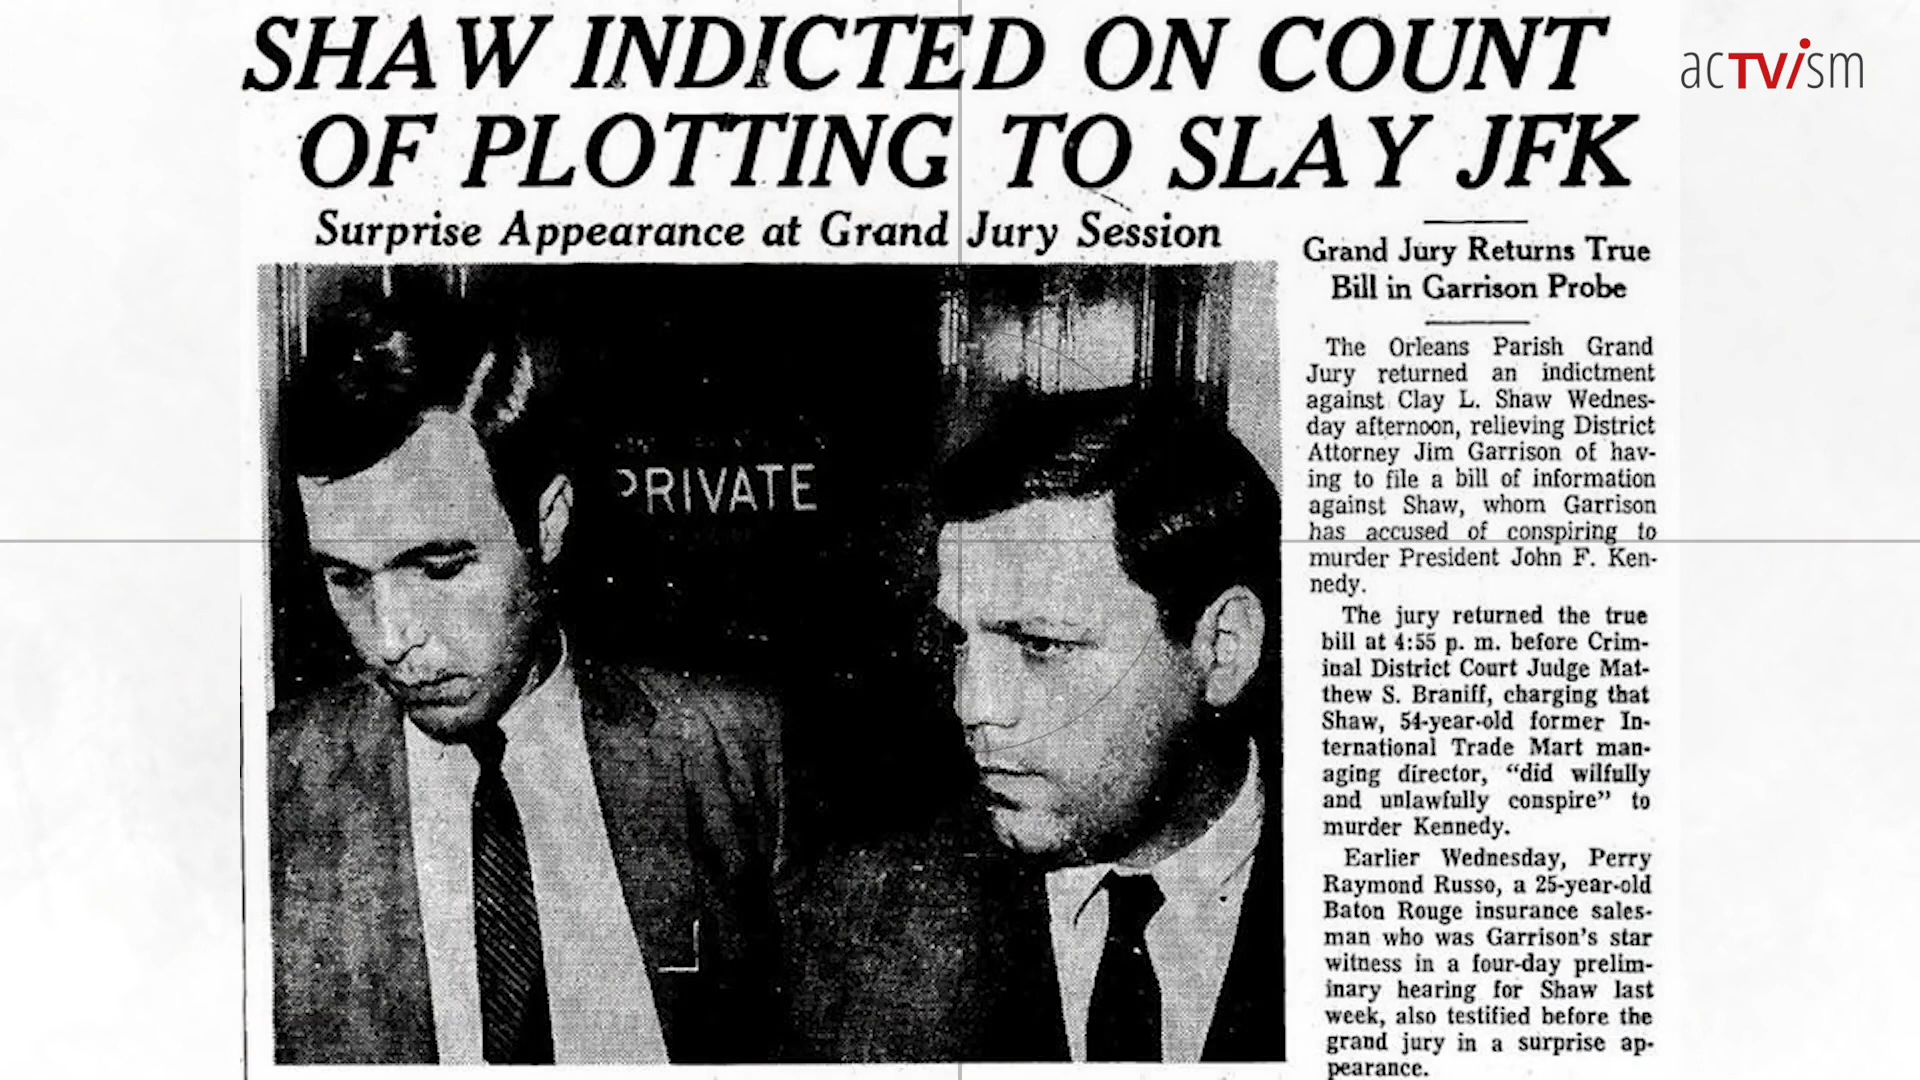 SHAW INDICTED ON COUNT
OF PLOTTING TO SLAY JFK
acTVism
Surprise Appearance at Grand Jury Session
PRIVATE
Grand Jury Returns True
Bill in Garrison Probe
The Orleans Parish Grand
Jury returned an indictment
against Clay L. Shaw Wednes-
day afternoon, relieving District
Attorney Jim Garrison of hav-
ing to file a bill of information
against Shaw, whom Garrison
has accused of conspiring to
murder President John F. Ken-
nedy.
The jury returned the true
bill at 4:55 p. m. before Crim-
inal District Court Judge Mat-
thew S. Braniff, charging that
Shaw, 54-year-old former In-
ternational Trade Mart man-
aging director, “did wilfully
and unlawfully conspire” to
murder Kennedy.
Earlier Wednesday, Perry
Raymond Russo, a 25-year-old
Baton Rouge insurance sales-
man who was Garrison's star
witness in a four-day prelim-
inary hearing for Shaw last
week, also testified before the
grand jury in a surprise ap-
pearance.